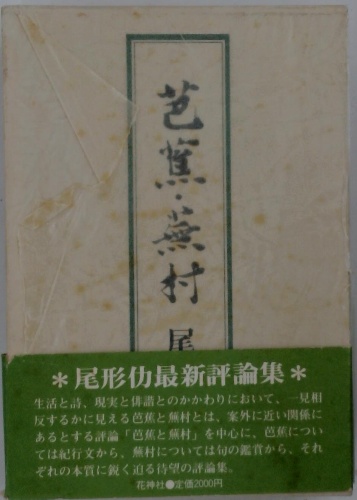 芭蕉・蕪村
尾
＊尾形仂最新評論集＊
生活と詩、現実と俳諧とのかかわりにおいて、一見相
反するかに見える芭蕉と蕪村とは、案外に近い関係に
あるとする評論「芭蕉と蕪村」を中心に、芭蕉につい
ては紀行文から、蕪村については句の鑑賞から、それ
ぞれの本質に鋭く迫る待望の評論集。
花神社●定価2000円